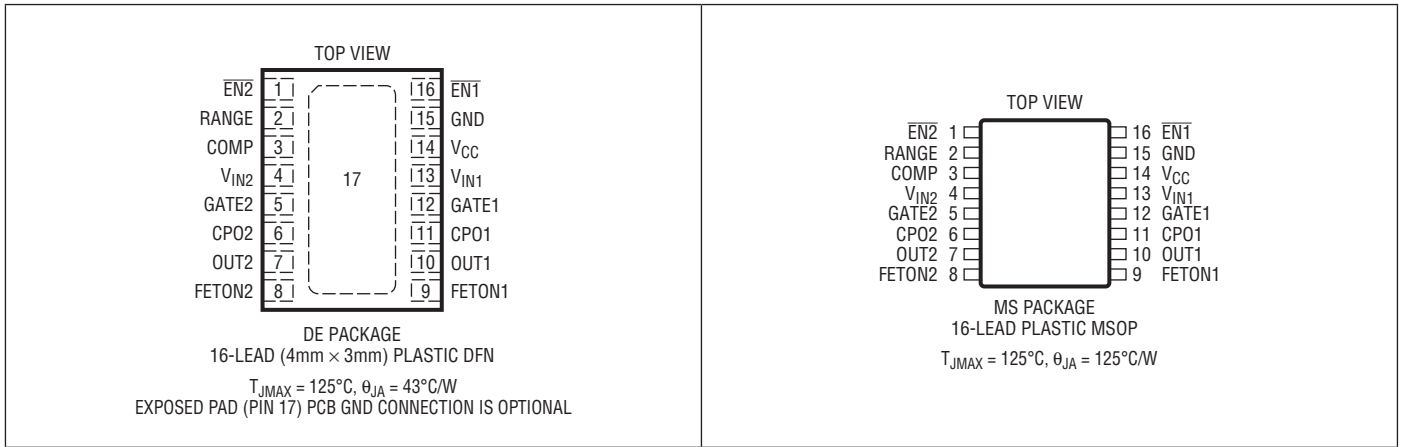 TOP VIEW
EN2 1 16 EN1
RANGE 2 15 GND
COMP 3 14 VCC
VIN2 4 17 13 VIN1
GATE2 5 12 GATE1
CPO2 6 11 CPO1
OUT2 7 10 OUT1
FETON2 8 9 FETON1
DE PACKAGE
16-LEAD (4mm × 3mm) PLASTIC DFN
TJMAX = 125°C, θJA = 43°C/W
EXPOSED PAD (PIN 17) PCB GND CONNECTION IS OPTIONAL
TOP VIEW
EN2 1 16 EN1
RANGE 2 15 GND
COMP 3 14 VCC
VIN2 4 13 VIN1
GATE2 5 12 GATE1
CPO2 6 11 CPO1
OUT2 7 10 OUT1
FETON2 8 9 FETON1
MS PACKAGE
16-LEAD PLASTIC MSOP
TJMAX = 125°C, θJA = 125°C/W